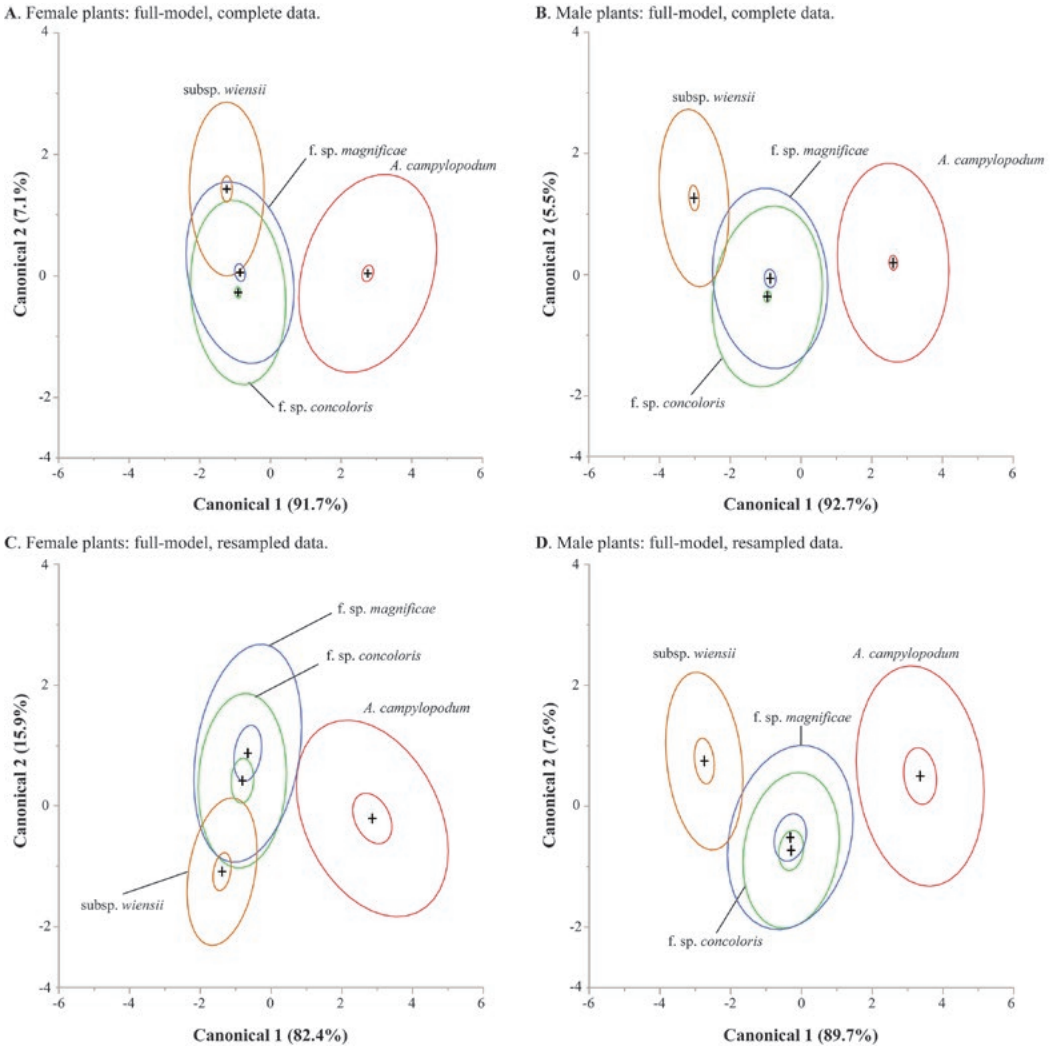 A. Female plants: full-model, complete data.
4
subsp. wiensii
f. sp. magnificae
A. campylopodum
2
Canonical 2 (7.1%)
0
-2
f. sp. concoloris
-4
-6 -4 -2 0 2 4 6
Canonical 1 (91.7%)
B. Male plants: full-model, complete data.
4
subsp. wiensii
f. sp. magnificae
A. campylopodum
2
Canonical 2 (5.5%)
0
-2
f. sp. concoloris
-4
-6 -4 -2 0 2 4 6
Canonical 1 (92.7%)
C. Female plants: full-model, resampled data.
4
f. sp. magnificae
f. sp. concoloris
2
A. campylopodum
Canonical 2 (15.9%)
0
subsp. wiensii
-2
-4
-6 -4 -2 0 2 4 6
Canonical 1 (82.4%)
D. Male plants: full-model, resampled data.
4
subsp. wiensii
A. campylopodum
2
f. sp. magnificae
Canonical 2 (7.6%)
0
-2
f. sp. concoloris
-4
-6 -4 -2 0 2 4 6
Canonical 1 (89.7%)